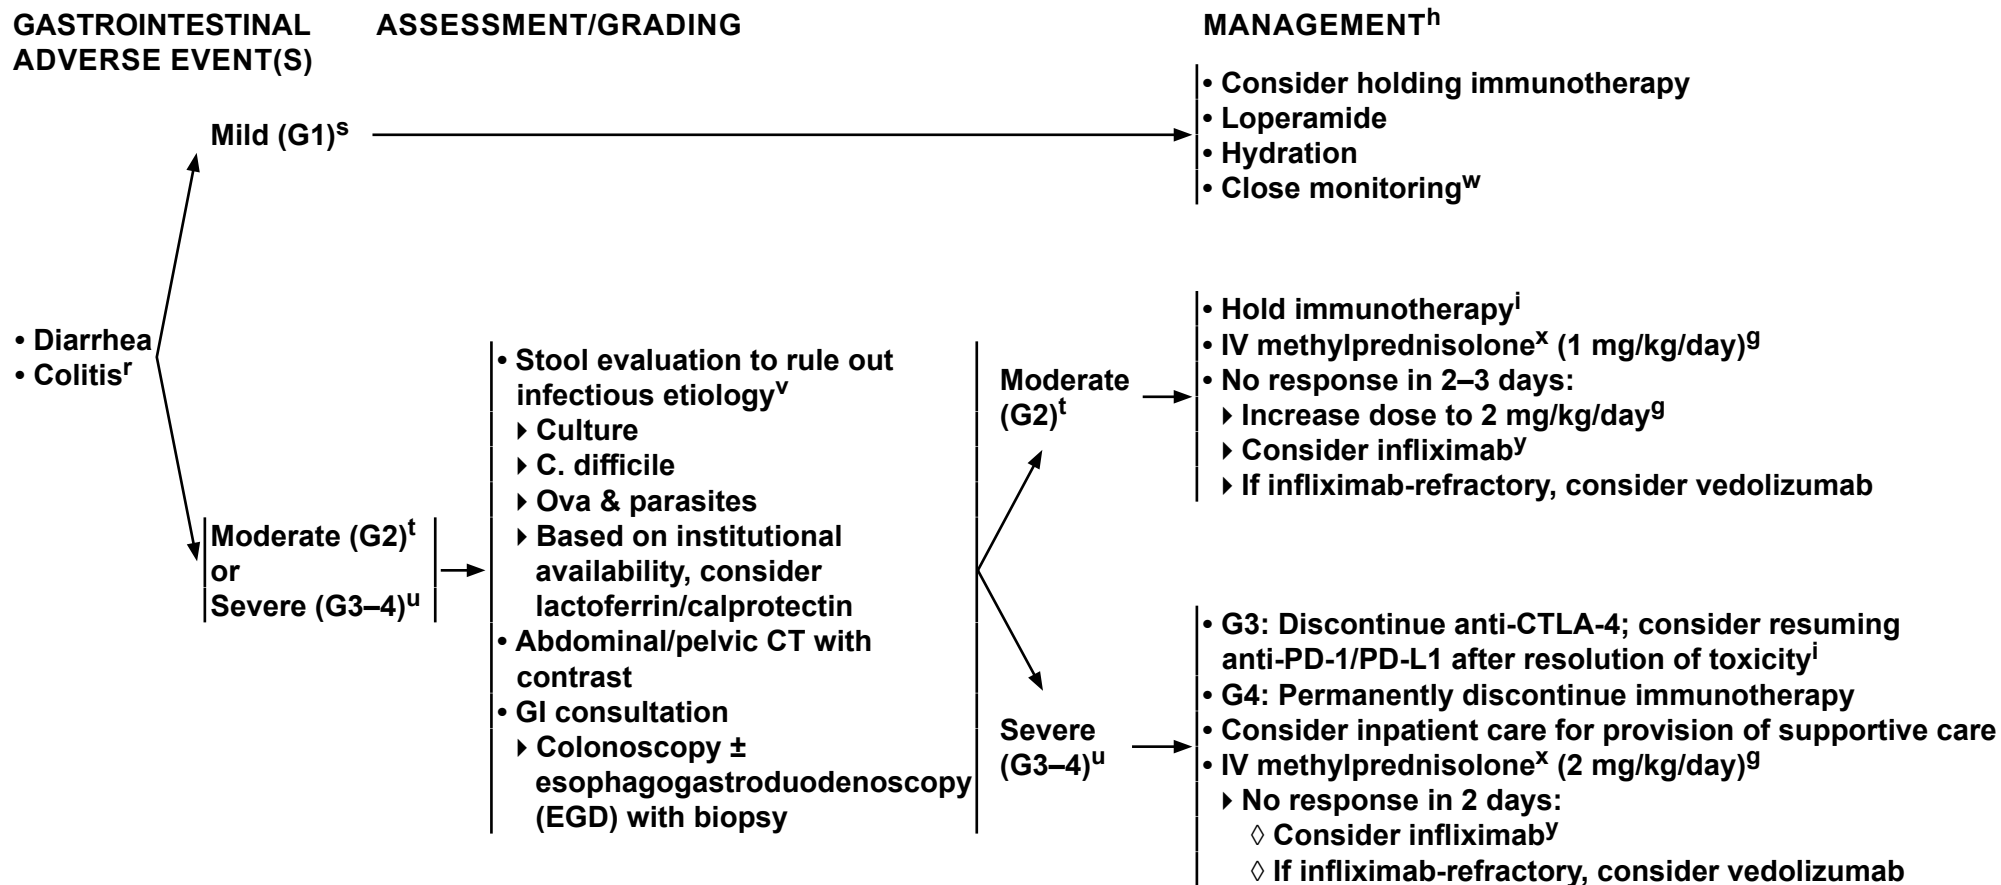 GASTROINTESTINAL
ADVERSE EVENT(S)
ASSESSMENT/GRADING
MANAGEMENTh
• Diarrhea
• Colitisr
Mild (G1)s
• Consider holding immunotherapy
• Loperamide
• Hydration
• Close monitoringw
Moderate (G2)t
or
Severe (G3–4)u
• Stool evaluation to rule out
infectious etiologyv
▸ Culture
▸ C. difficile
▸ Ova & parasites
▸ Based on institutional
availability, consider
lactoferrin/calprotectin
• Abdominal/pelvic CT with
contrast
• GI consultation
▸ Colonoscopy ±
esophagogastroduodenoscopy
(EGD) with biopsy
Moderate
(G2)t
• Hold immunotherapyi
• IV methylprednisolonex (1 mg/kg/day)g
• No response in 2–3 days:
▸ Increase dose to 2 mg/kg/dayg
▸ Consider infliximaby
▸ If infliximab-refractory, consider vedolizumab
Severe
(G3–4)u
• G3: Discontinue anti-CTLA-4; consider resuming
anti-PD-1/PD-L1 after resolution of toxicityi
• G4: Permanently discontinue immunotherapy
• Consider inpatient care for provision of supportive care
• IV methylprednisolonex (2 mg/kg/day)g
▸ No response in 2 days:
◊ Consider infliximaby
◊ If infliximab-refractory, consider vedolizumab